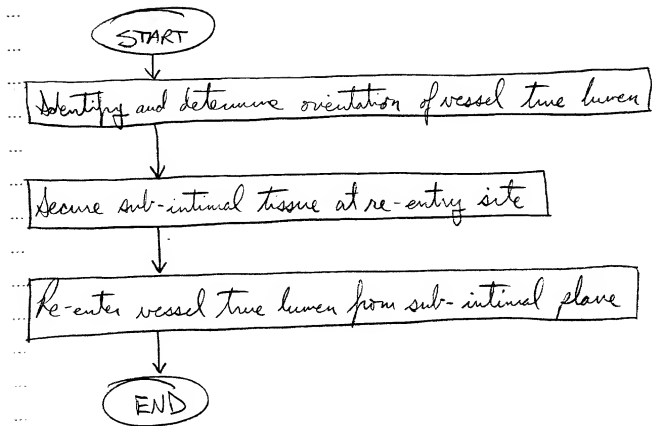 START
Identify and determine orientation of vessel true lumen
Secure sub-intimal tissue at re-entry site
Re-enter vessel true lumen from sub-intimal plane
END